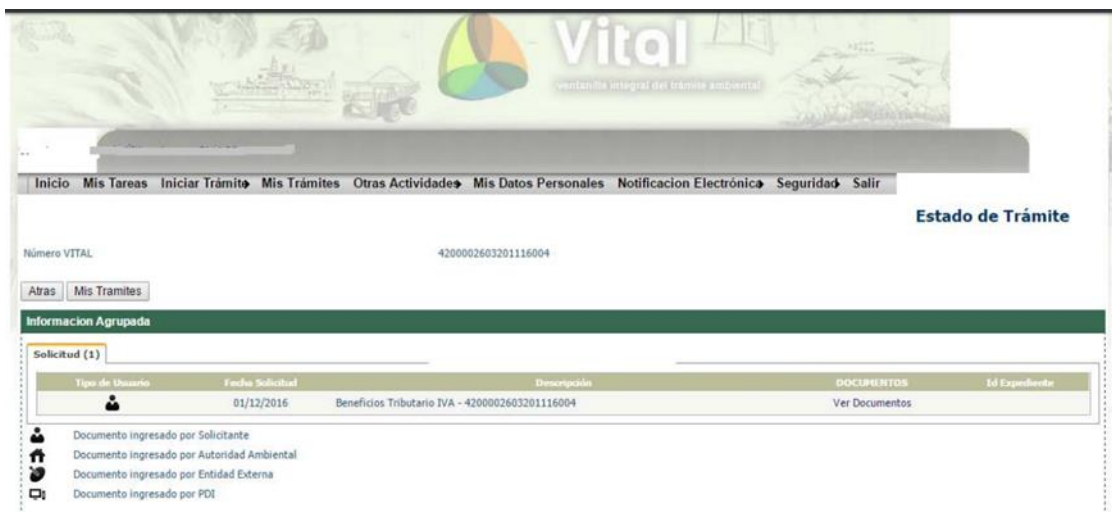 Vital
ventanilla integral del trámite ambiental
Inicio Mis Tareas Iniciar Trámite Mis Trámites Otras Actividades Mis Datos Personales Notificacion Electrónica Seguridad Salir
Estado de Trámite
Número VITAL 4200002603201116004
Atras Mis Tramites
Informacion Agrupada
Solicitud (1)
Tipo de Usuario Fecha Solicitud Descripción DOCUMENTOS Id Expediente
01/12/2016 Beneficios Tributario IVA - 4200002603201116004 Ver Documentos
Documento ingresado por Solicitante
Documento ingresado por Autoridad Ambiental
Documento ingresado por Entidad Externa
Documento ingresado por PDI